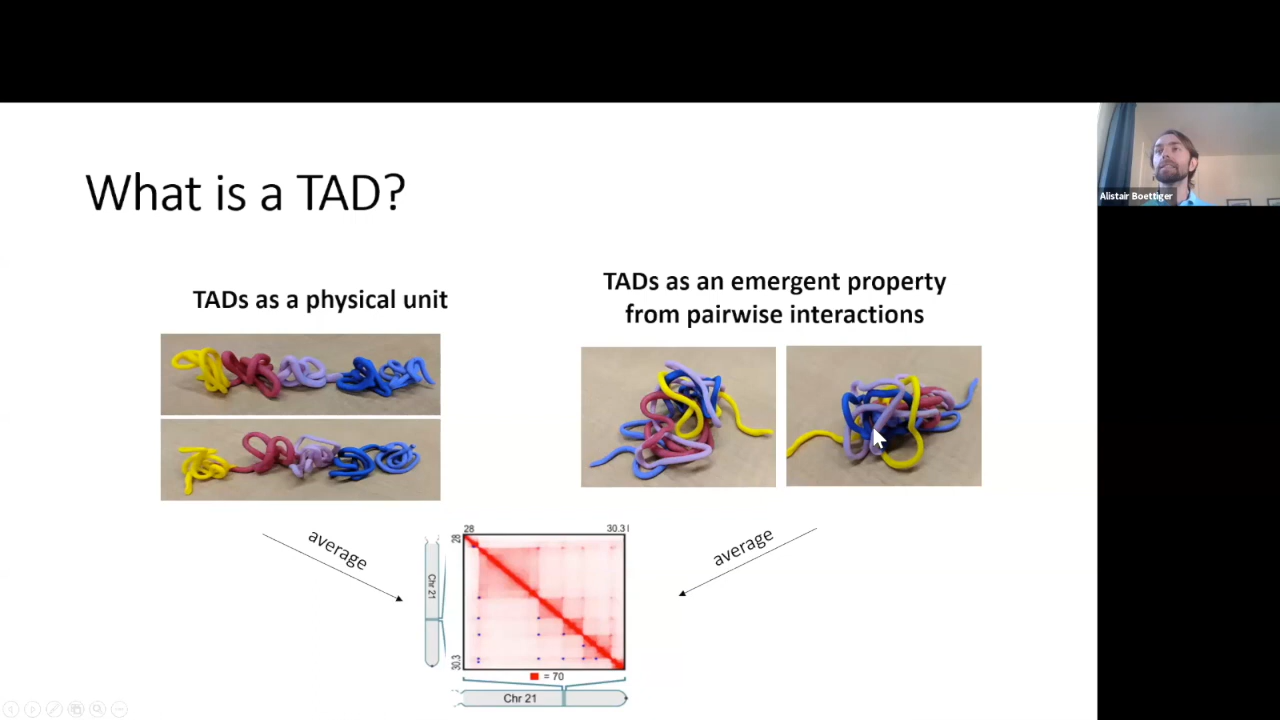 What is a TAD?
TADs as a physical unit
TADs as an emergent property
from pairwise interactions
Alistair Boettiger
average
average
28
30.3
28
30.3
Chr 21
= 70
Chr 21